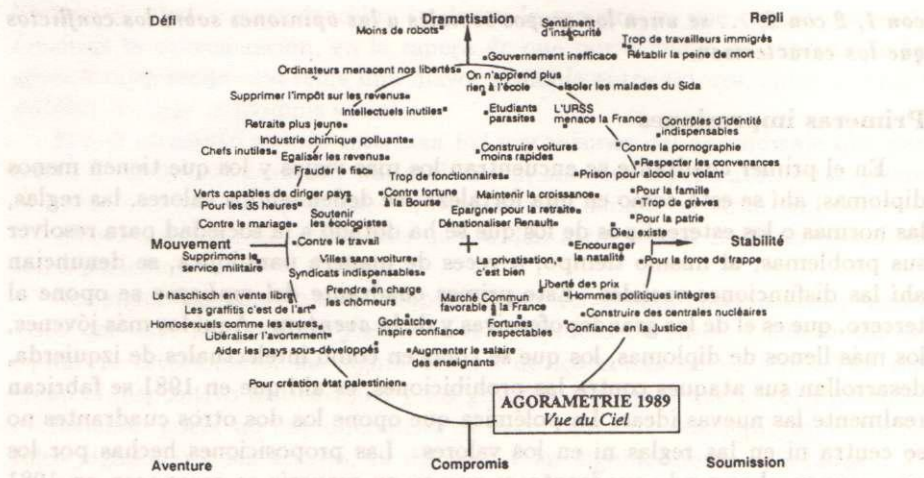 Défi
Dramatisation
Repli
Moins de robots
Sentiment
d'insécurité
Trop de travailleurs immigrés
Gouvernement inefficace
Rétablir la peine de mort
Ordinateurs menacent nos libertés
On n'apprend plus
rien à l'école
Isoler les malades du Sida
Supprimer l'impôt sur les revenus
Intellectuels inutiles
Etudiants
parasites
L'URSS
menace la France
Retraite plus jeune
Contrôles d'identité
indispensables
Industrie chimique polluante
Chefs inutiles
Construire voitures
moins rapides
Contre la pornographie
Egaliser les revenus
Respecter les convenances
Frauder le fisc
Trop de fonctionnaires
Prison pour alcool au volant
Verts capables de diriger pays
Contre fortune
à la Bourse
Maintenir la croissance
Pour la famille
Pour les 35 heures
Epargner pour la retraite
Trop de grèves
Contre le mariage
Soutenir
les écologistes
Dénationaliser Renault
Pour la patrie
Dieu existe
Mouvement
Contre le travail
+
Encourager
la natalité
Stabilité
Supprimons le
service militaire
Villes sans voiture
La privatisation
c'est bien
Pour la force de frappe
Syndicats indispensables
Liberté des prix
Le haschisch en vente libre
Prendre en charge
les chômeurs
Marché Commun
favorable à la France
Hommes politiques intègres
Les graffitis c'est de l'art
Construire des centrales nucléaires
Homosexuels comme les autres
Gorbatchev
inspire confiance
Fortunes
respectables
Confiance en la Justice
Libéraliser l'avortement
Aider les pays sous-développés
Augmenter le salaire
des enseignants
Pour création état palestinien
AGORAMÉTRIE 1989
Vue du Ciel
Aventure
Compromis
Soumission